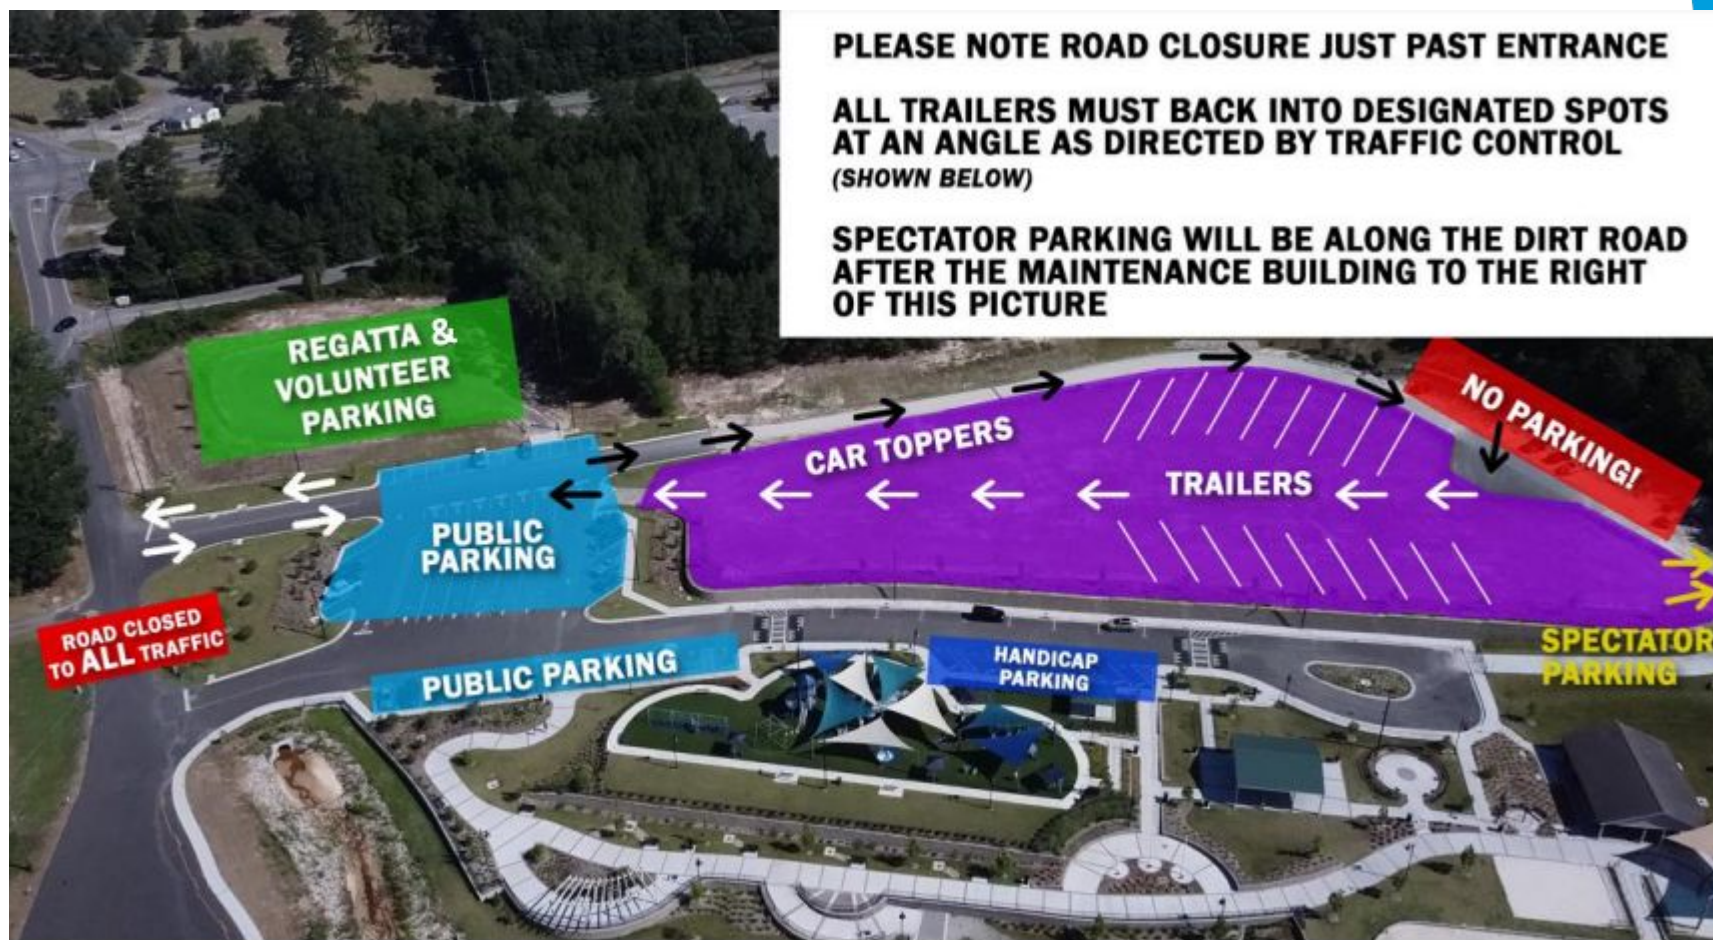 PLEASE NOTE ROAD CLOSURE JUST PAST ENTRANCE
ALL TRAILERS MUST BACK INTO DESIGNATED SPOTS
AT AN ANGLE AS DIRECTED BY TRAFFIC CONTROL
(SHOWN BELOW)
SPECTATOR PARKING WILL BE ALONG THE DIRT ROAD
AFTER THE MAINTENANCE BUILDING TO THE RIGHT
OF THIS PICTURE
REGATTA &
VOLUNTEER
PARKING
NO PARKING!
CAR TOPPERS
TRAILERS
PUBLIC
PARKING
ROAD CLOSED
TO ALL TRAFFIC
PUBLIC PARKING
HANDICAP
PARKING
SPECTATOR
PARKING